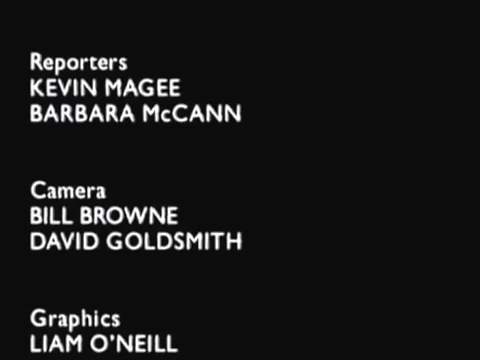 Reporters
KEVIN MAGEE
BARBARA McCANN
Camera
BILL BROWNE
DAVID GOLDSMITH
Graphics
LIAM O'NEILL